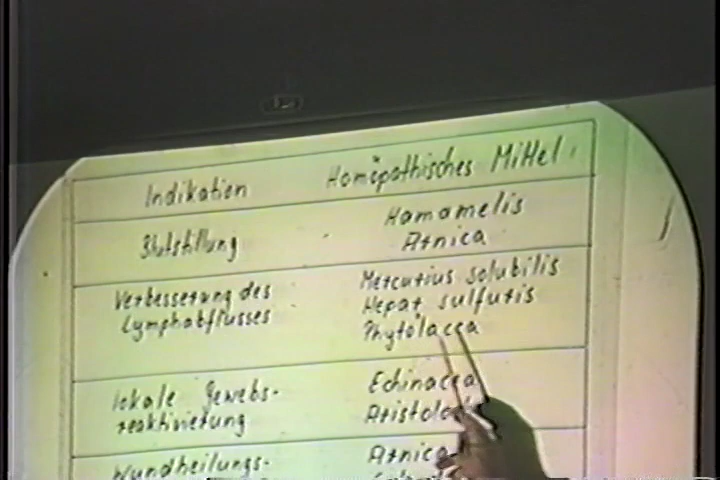 Indikation Homöopathisches Mittel
Blutstillung Hamamelis
Arnica
Verbesserung des Mercurius solubilis
Lymphabflusses Hepar sulfuris
Phytolacca
lokale Gewebs- Echinacea
reaktivierung
Wundheilungs- Arnica